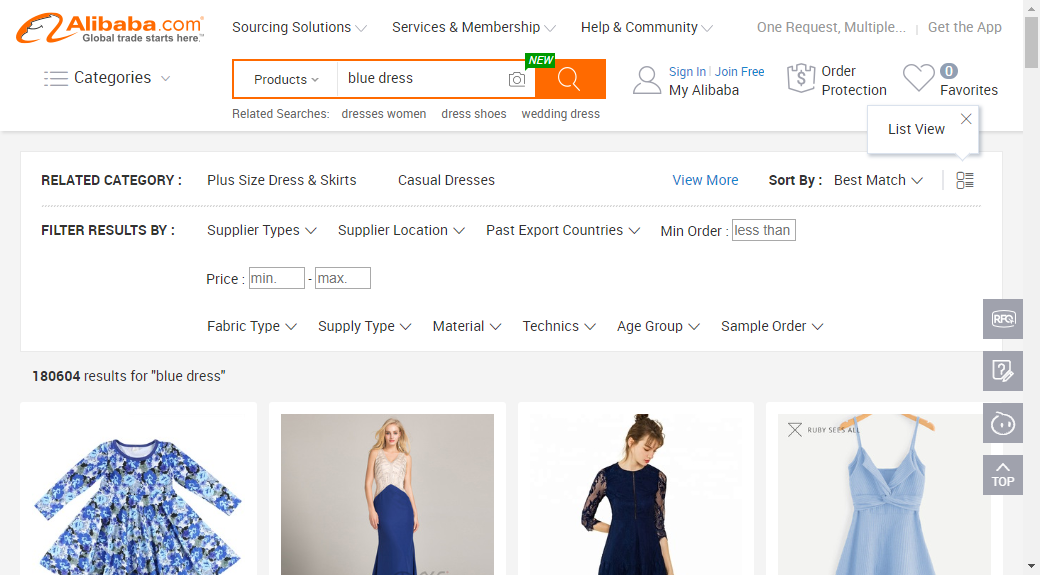 Alibaba.com
Global trade starts here.™
Sourcing Solutions
Services & Membership
Help & Community
One Request, Multiple...
Get the App
Categories
Products
blue dress
NEW
Sign In
Join Free
My Alibaba
Order
Protection
0
Favorites
Related Searches: dresses women dress shoes wedding dress
List View
RELATED CATEGORY :
Plus Size Dress & Skirts
Casual Dresses
View More
Sort By :
Best Match
FILTER RESULTS BY :
Supplier Types
Supplier Location
Past Export Countries
Min Order : less than
Price : min. - max.
Fabric Type
Supply Type
Material
Technics
Age Group
Sample Order
RFQ
180604 results for "blue dress"
RUBY SEES ALL
TOP